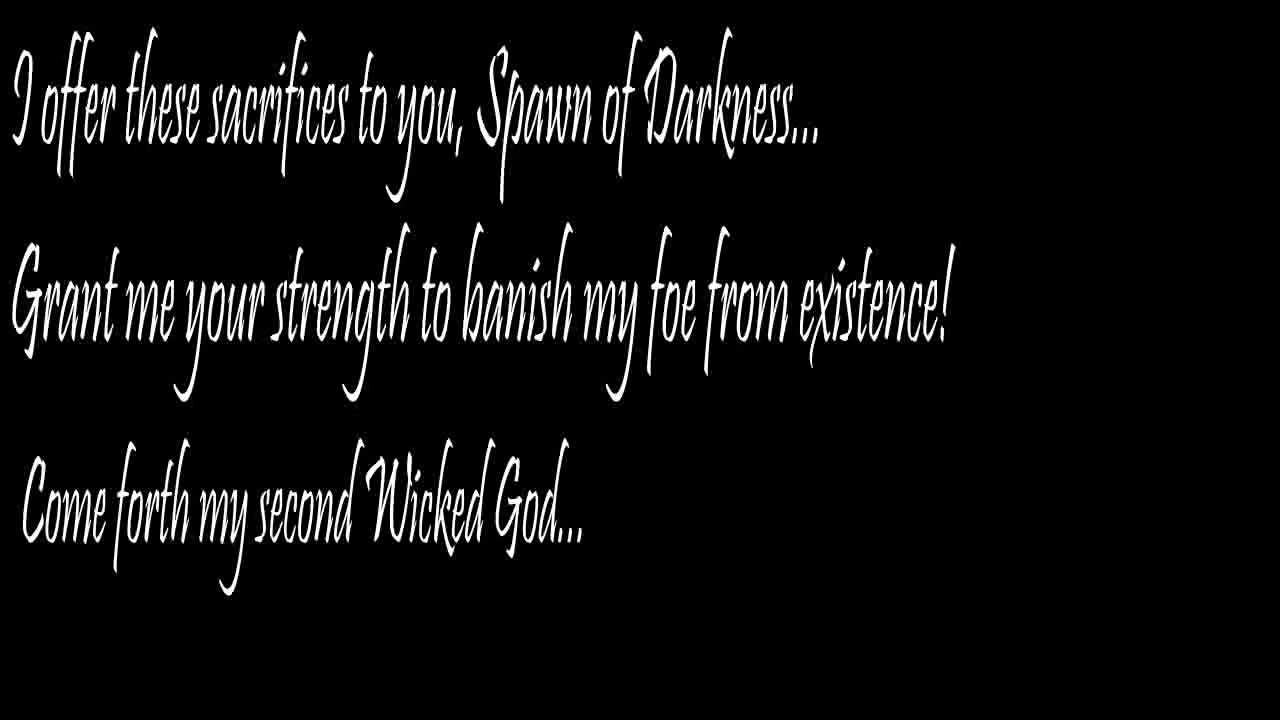 I offer these sacrifices to you, Spawn of Darkness...
Grant me your strength to banish my foe from existence!
Come forth my second Wicked God...